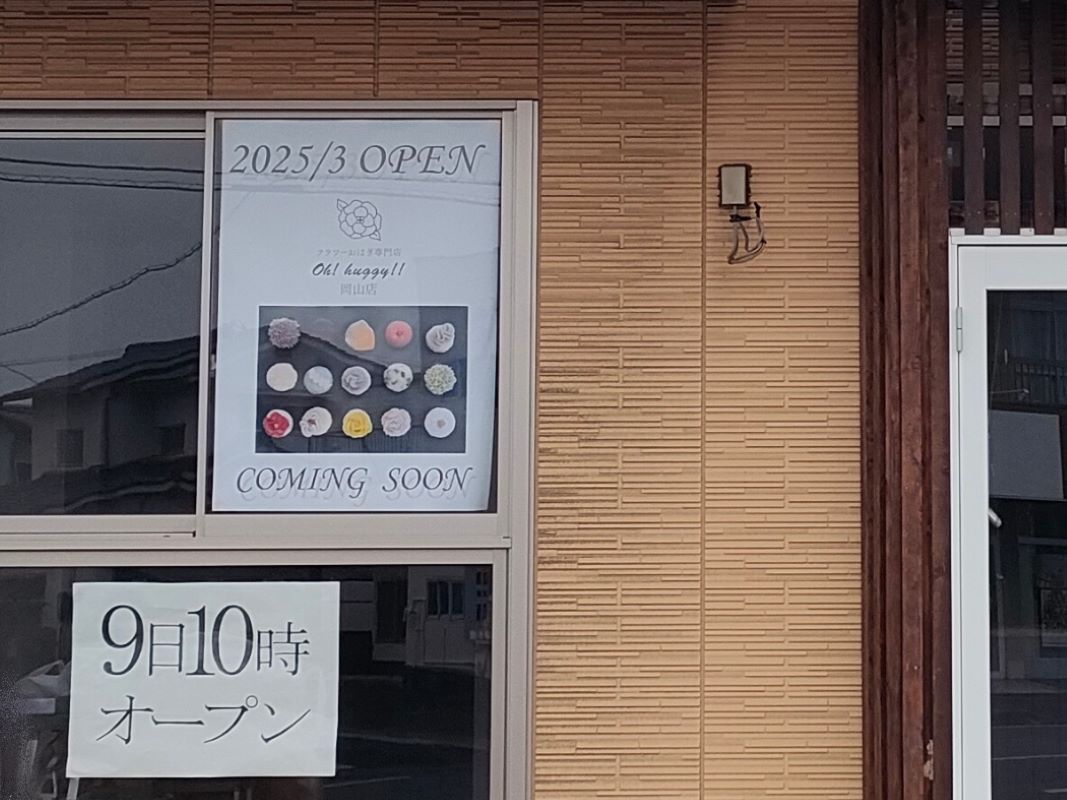 2025/3 OPEN
フラワーおはぎ専門店
Oh! huggy!!
岡山店
COMING SOON
9日10時
オープン